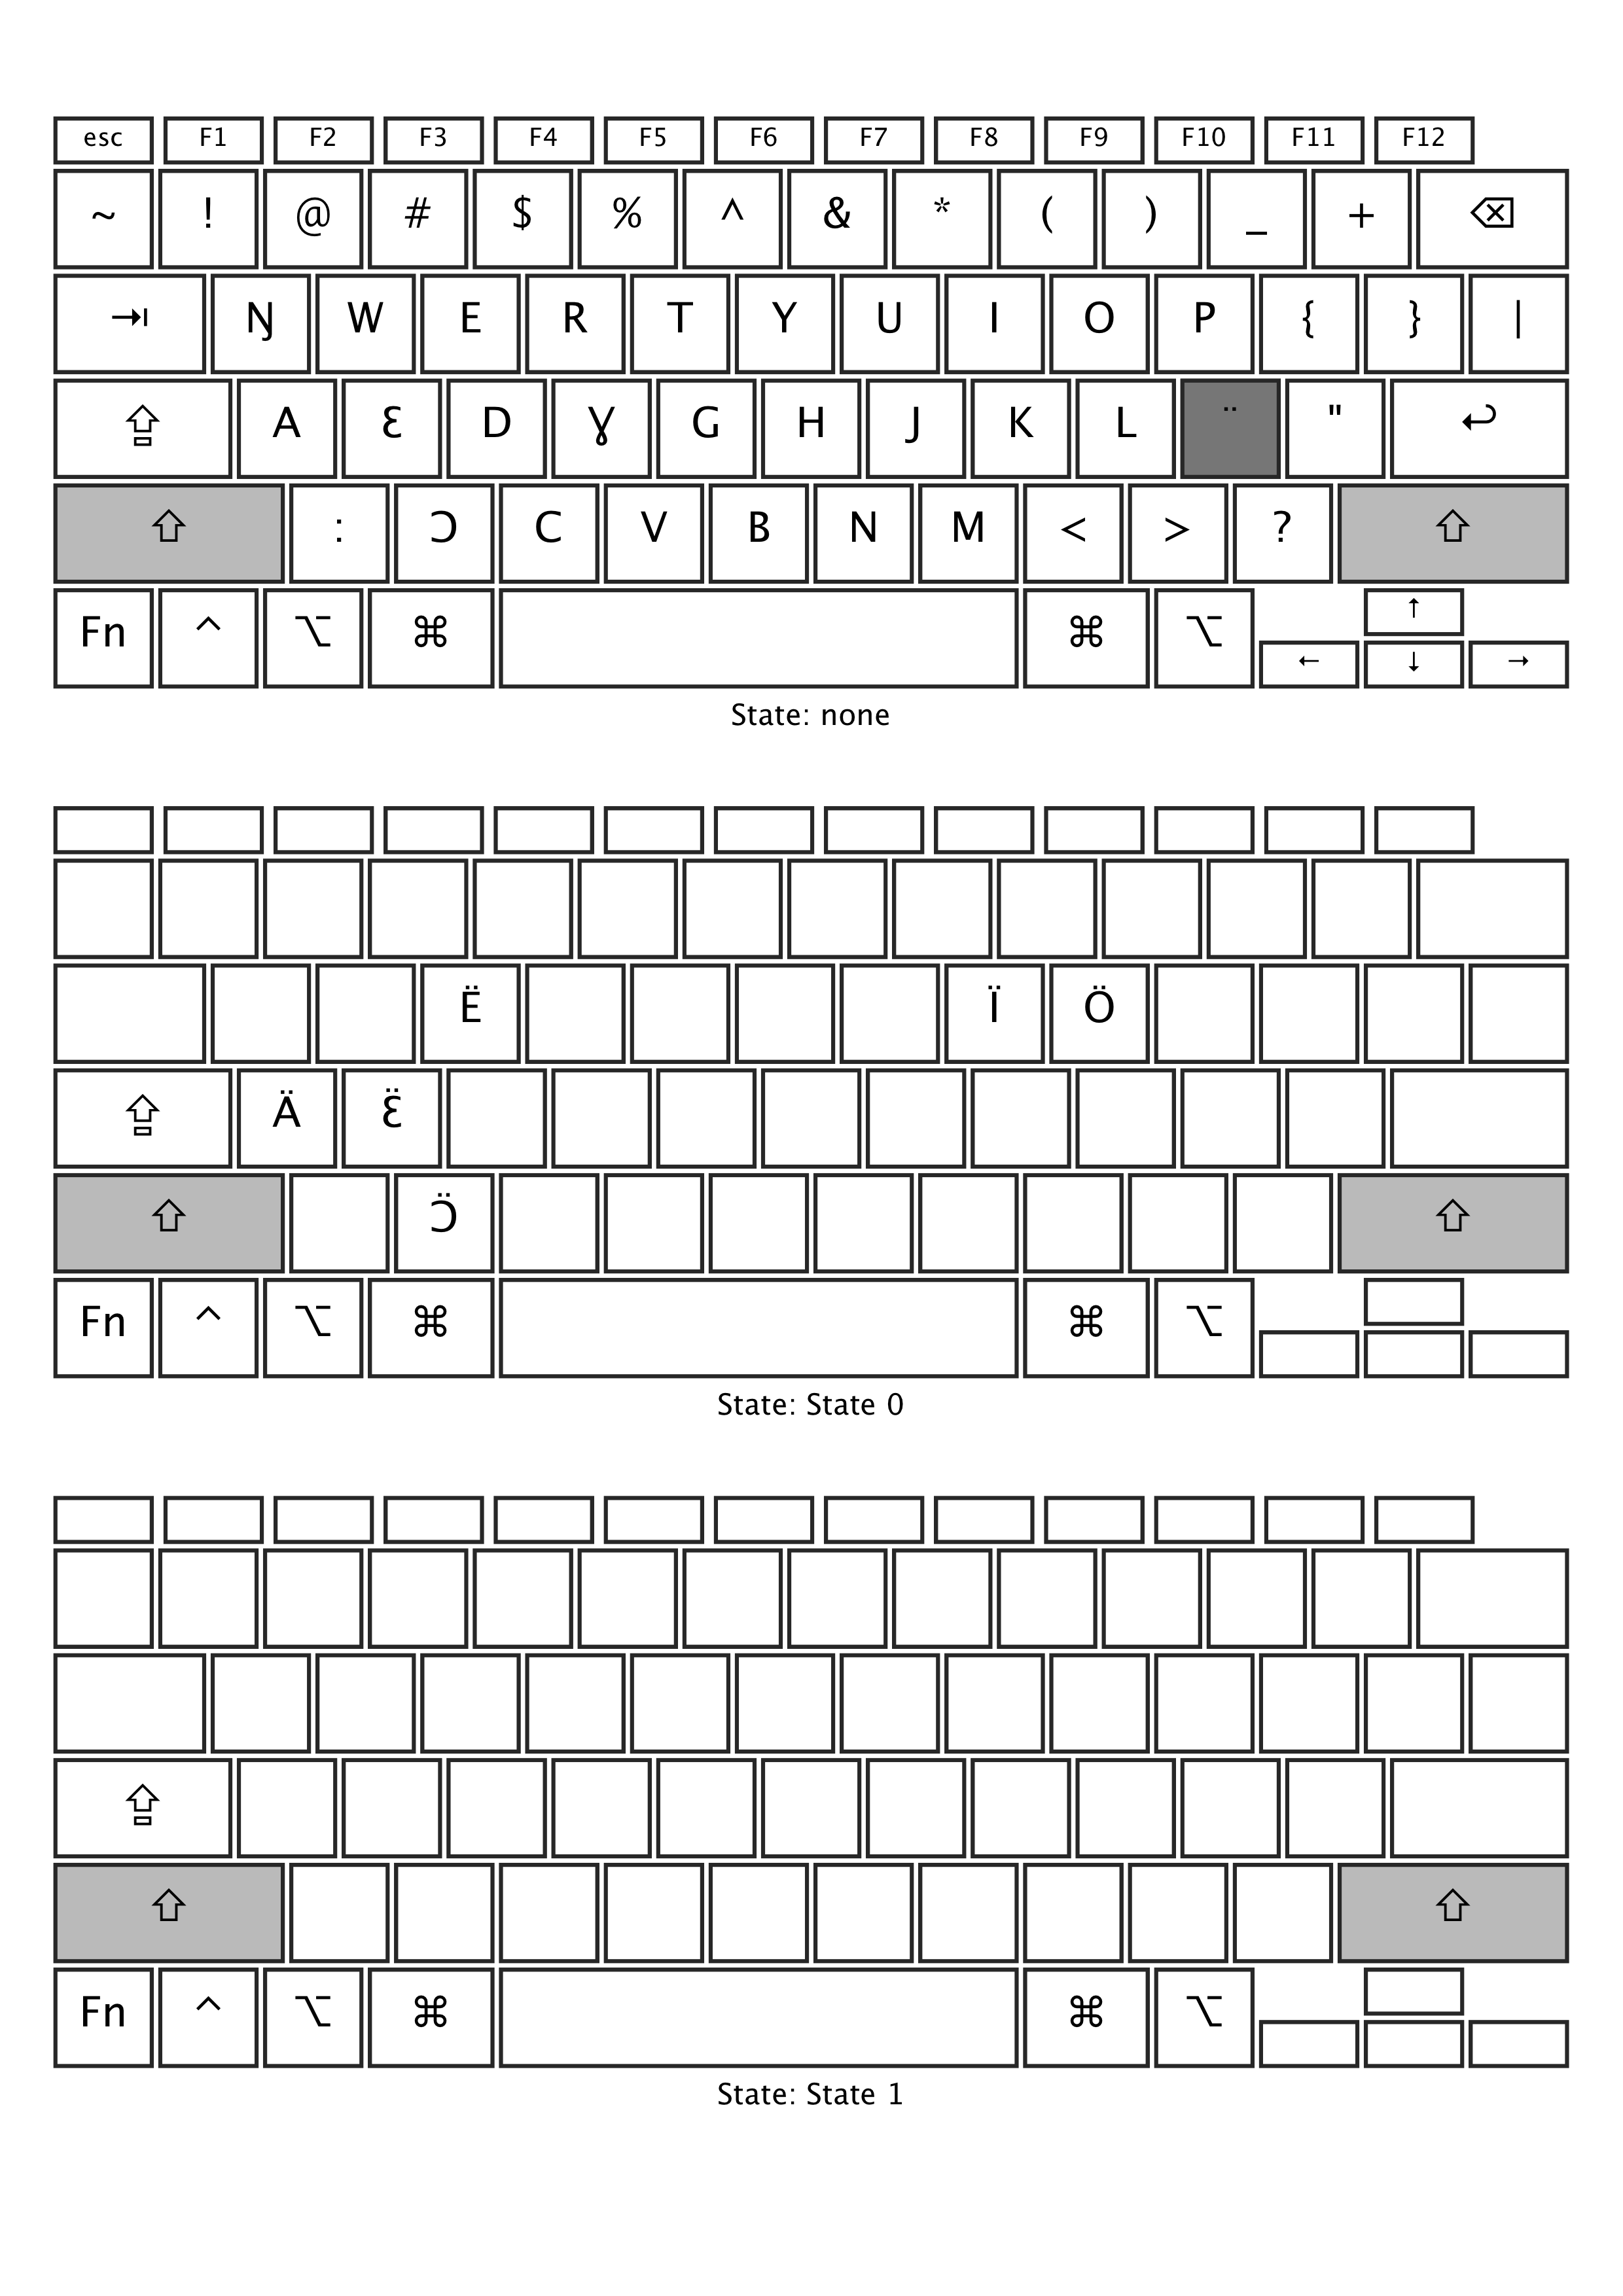 esc F1 F2 F3 F4 F5 F6 F7 F8 F9 F10 F11 F12
~ ! @ # $ % ^ & * ( ) _ + ⌫
⇥ Ŋ W E R T Y U I O P { } |
⇪ A Ɛ D Ɣ G H J K L ¨ " ↩
⇧ : Ɔ C V B N M < > ? ⇧
Fn ^ ⌥ ⌘ ⌘ ⌥ ← ↑ ↓ →
State: none
Ë Ï Ö
⇪ Ä Ɛ̈
⇧ Ɔ̈ ⇧
Fn ^ ⌥ ⌘ ⌘ ⌥
State: State 0
⇪
⇧ ⇧
Fn ^ ⌥ ⌘ ⌘ ⌥
State: State 1